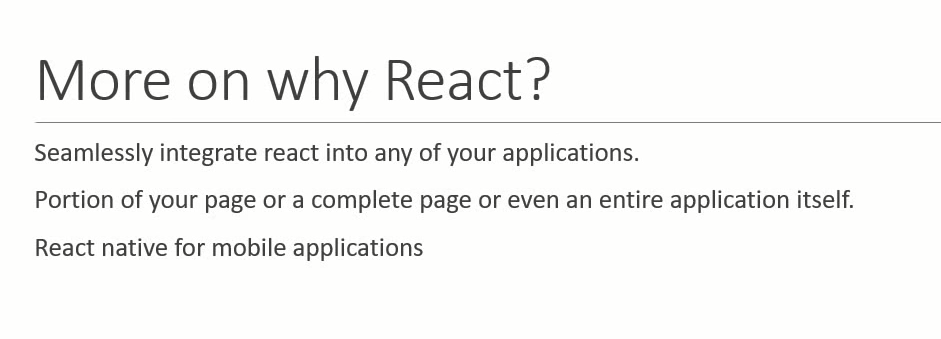 More on why React?
Seamlessly integrate react into any of your applications.
Portion of your page or a complete page or even an entire application itself.
React native for mobile applications